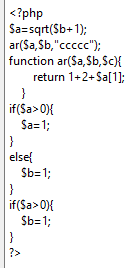 <?php
$a=sqrt($b+1);
ar($a,$b,"ccccc");
function ar($a,$b,$c){
return 1+2+$a[1];
}
if($a>0){
$a=1;
}
else{
$b=1;
}
if($a>0){
$b=1;
}
?>